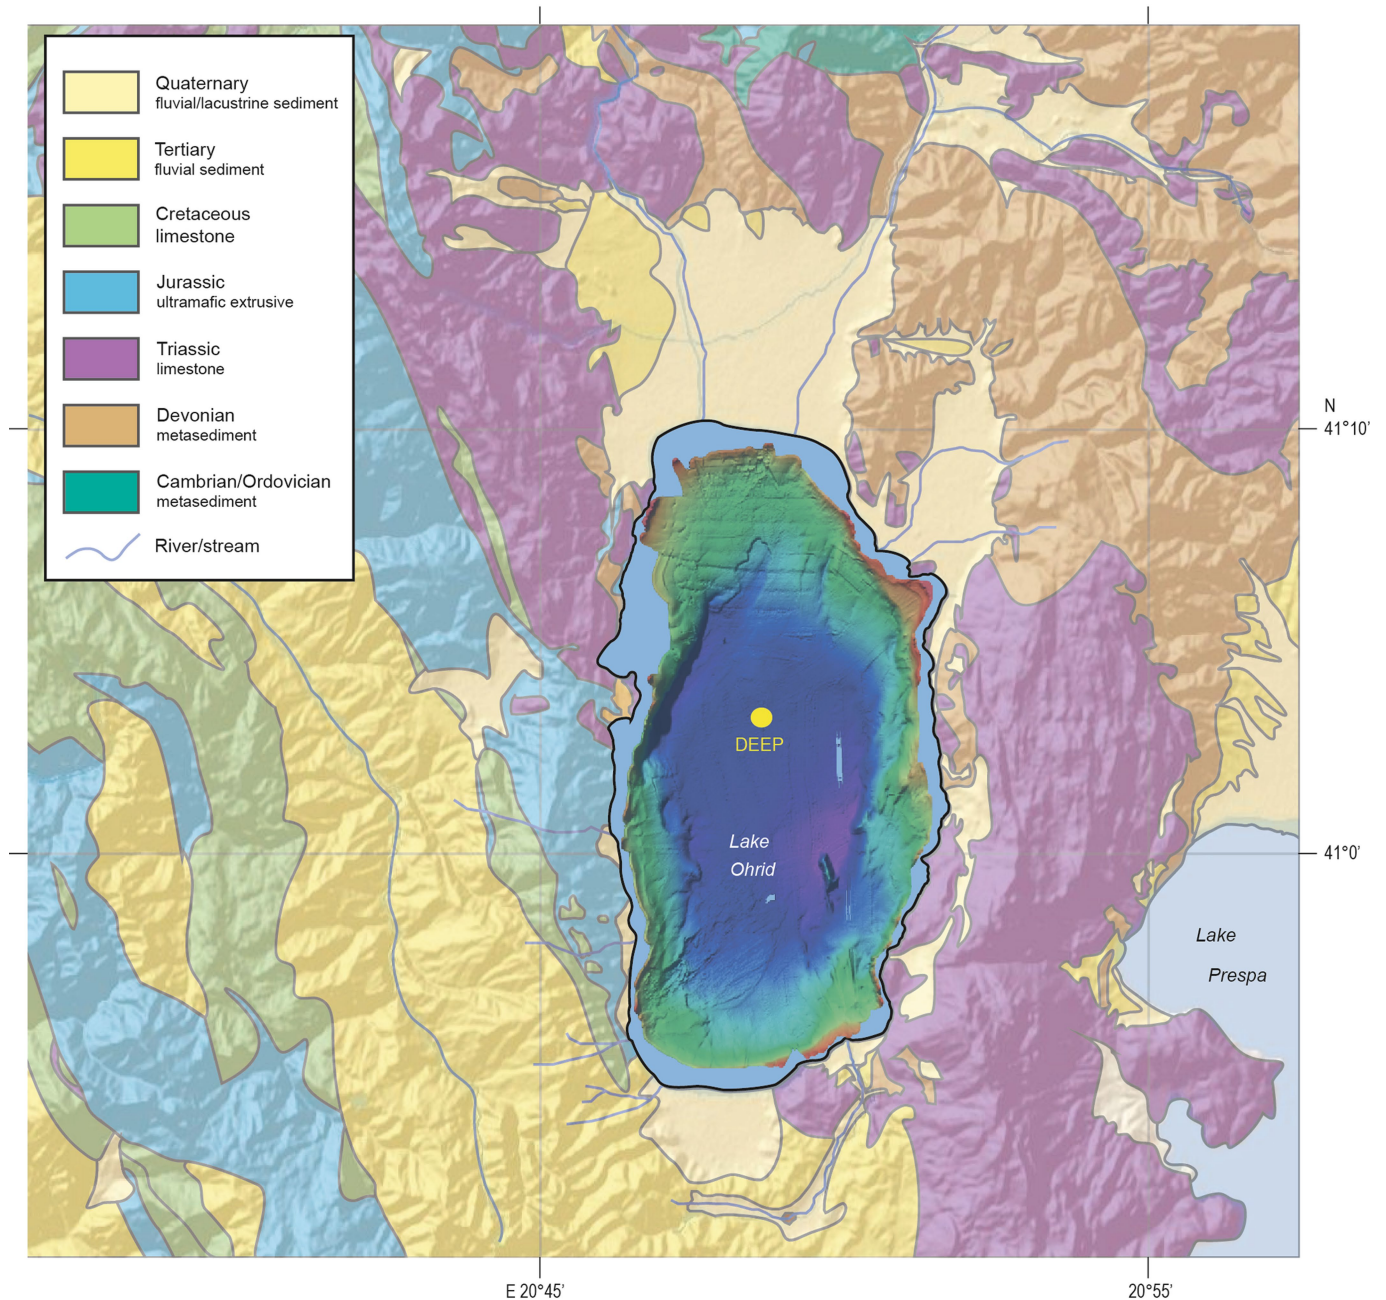 Quaternary
fluvial/lacustrine sediment
Tertiary
fluvial sediment
Cretaceous
limestone
Jurassic
ultramafic extrusive
Triassic
limestone
Devonian
metasediment
Cambrian/Ordovician
metasediment
River/stream
N
41°10'
DEEP
Lake
Ohrid
41°0'
Lake
Prespa
E 20°45'
20°55'